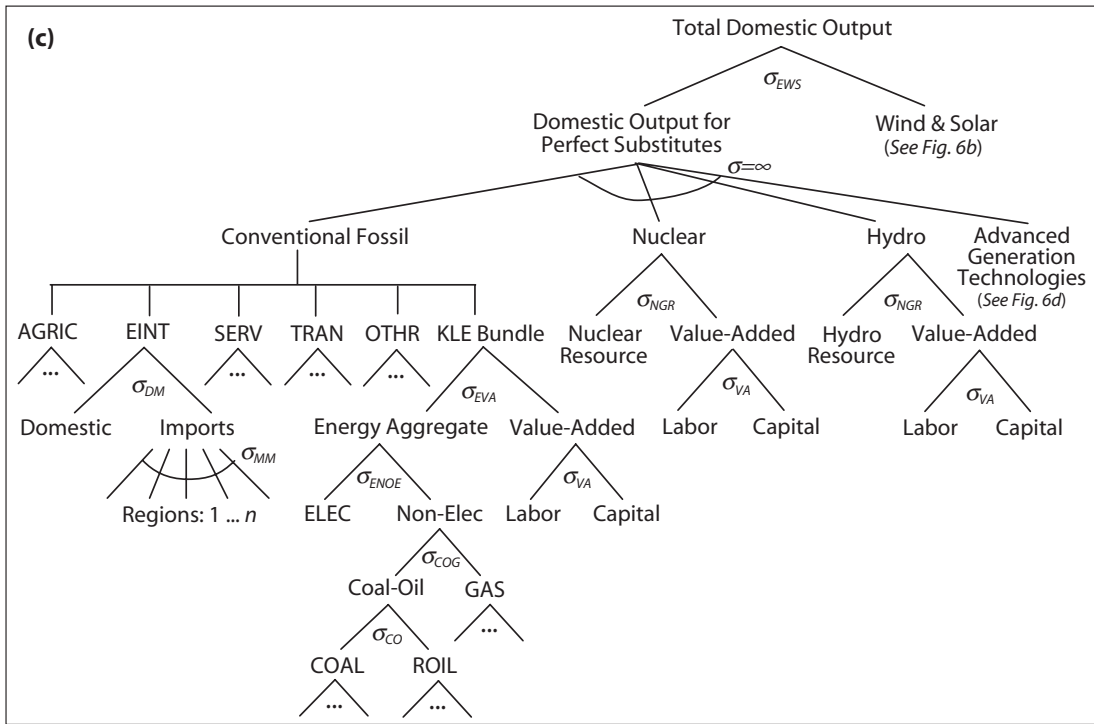 (c)
Total Domestic Output
σEWS
Domestic Output for
Perfect Substitutes
Wind & Solar
(See Fig. 6b)
σ=∞
Conventional Fossil
Nuclear
Hydro
Advanced
Generation
Technologies
(See Fig. 6d)
σNGR
σNGR
AGRIC
EINT
SERV
TRAN
OTHR
KLE Bundle
Nuclear
Resource
Value-Added
Hydro
Resource
Value-Added
...
...
...
...
σDM
σEVA
σVA
σVA
Domestic
Imports
Energy Aggregate
Value-Added
Labor
Capital
Labor
Capital
σMM
σENOE
σVA
Regions: 1 ... n
ELEC
Non-Elec
Labor
Capital
σCOG
Coal-Oil
GAS
...
σCO
COAL
ROIL
...
...